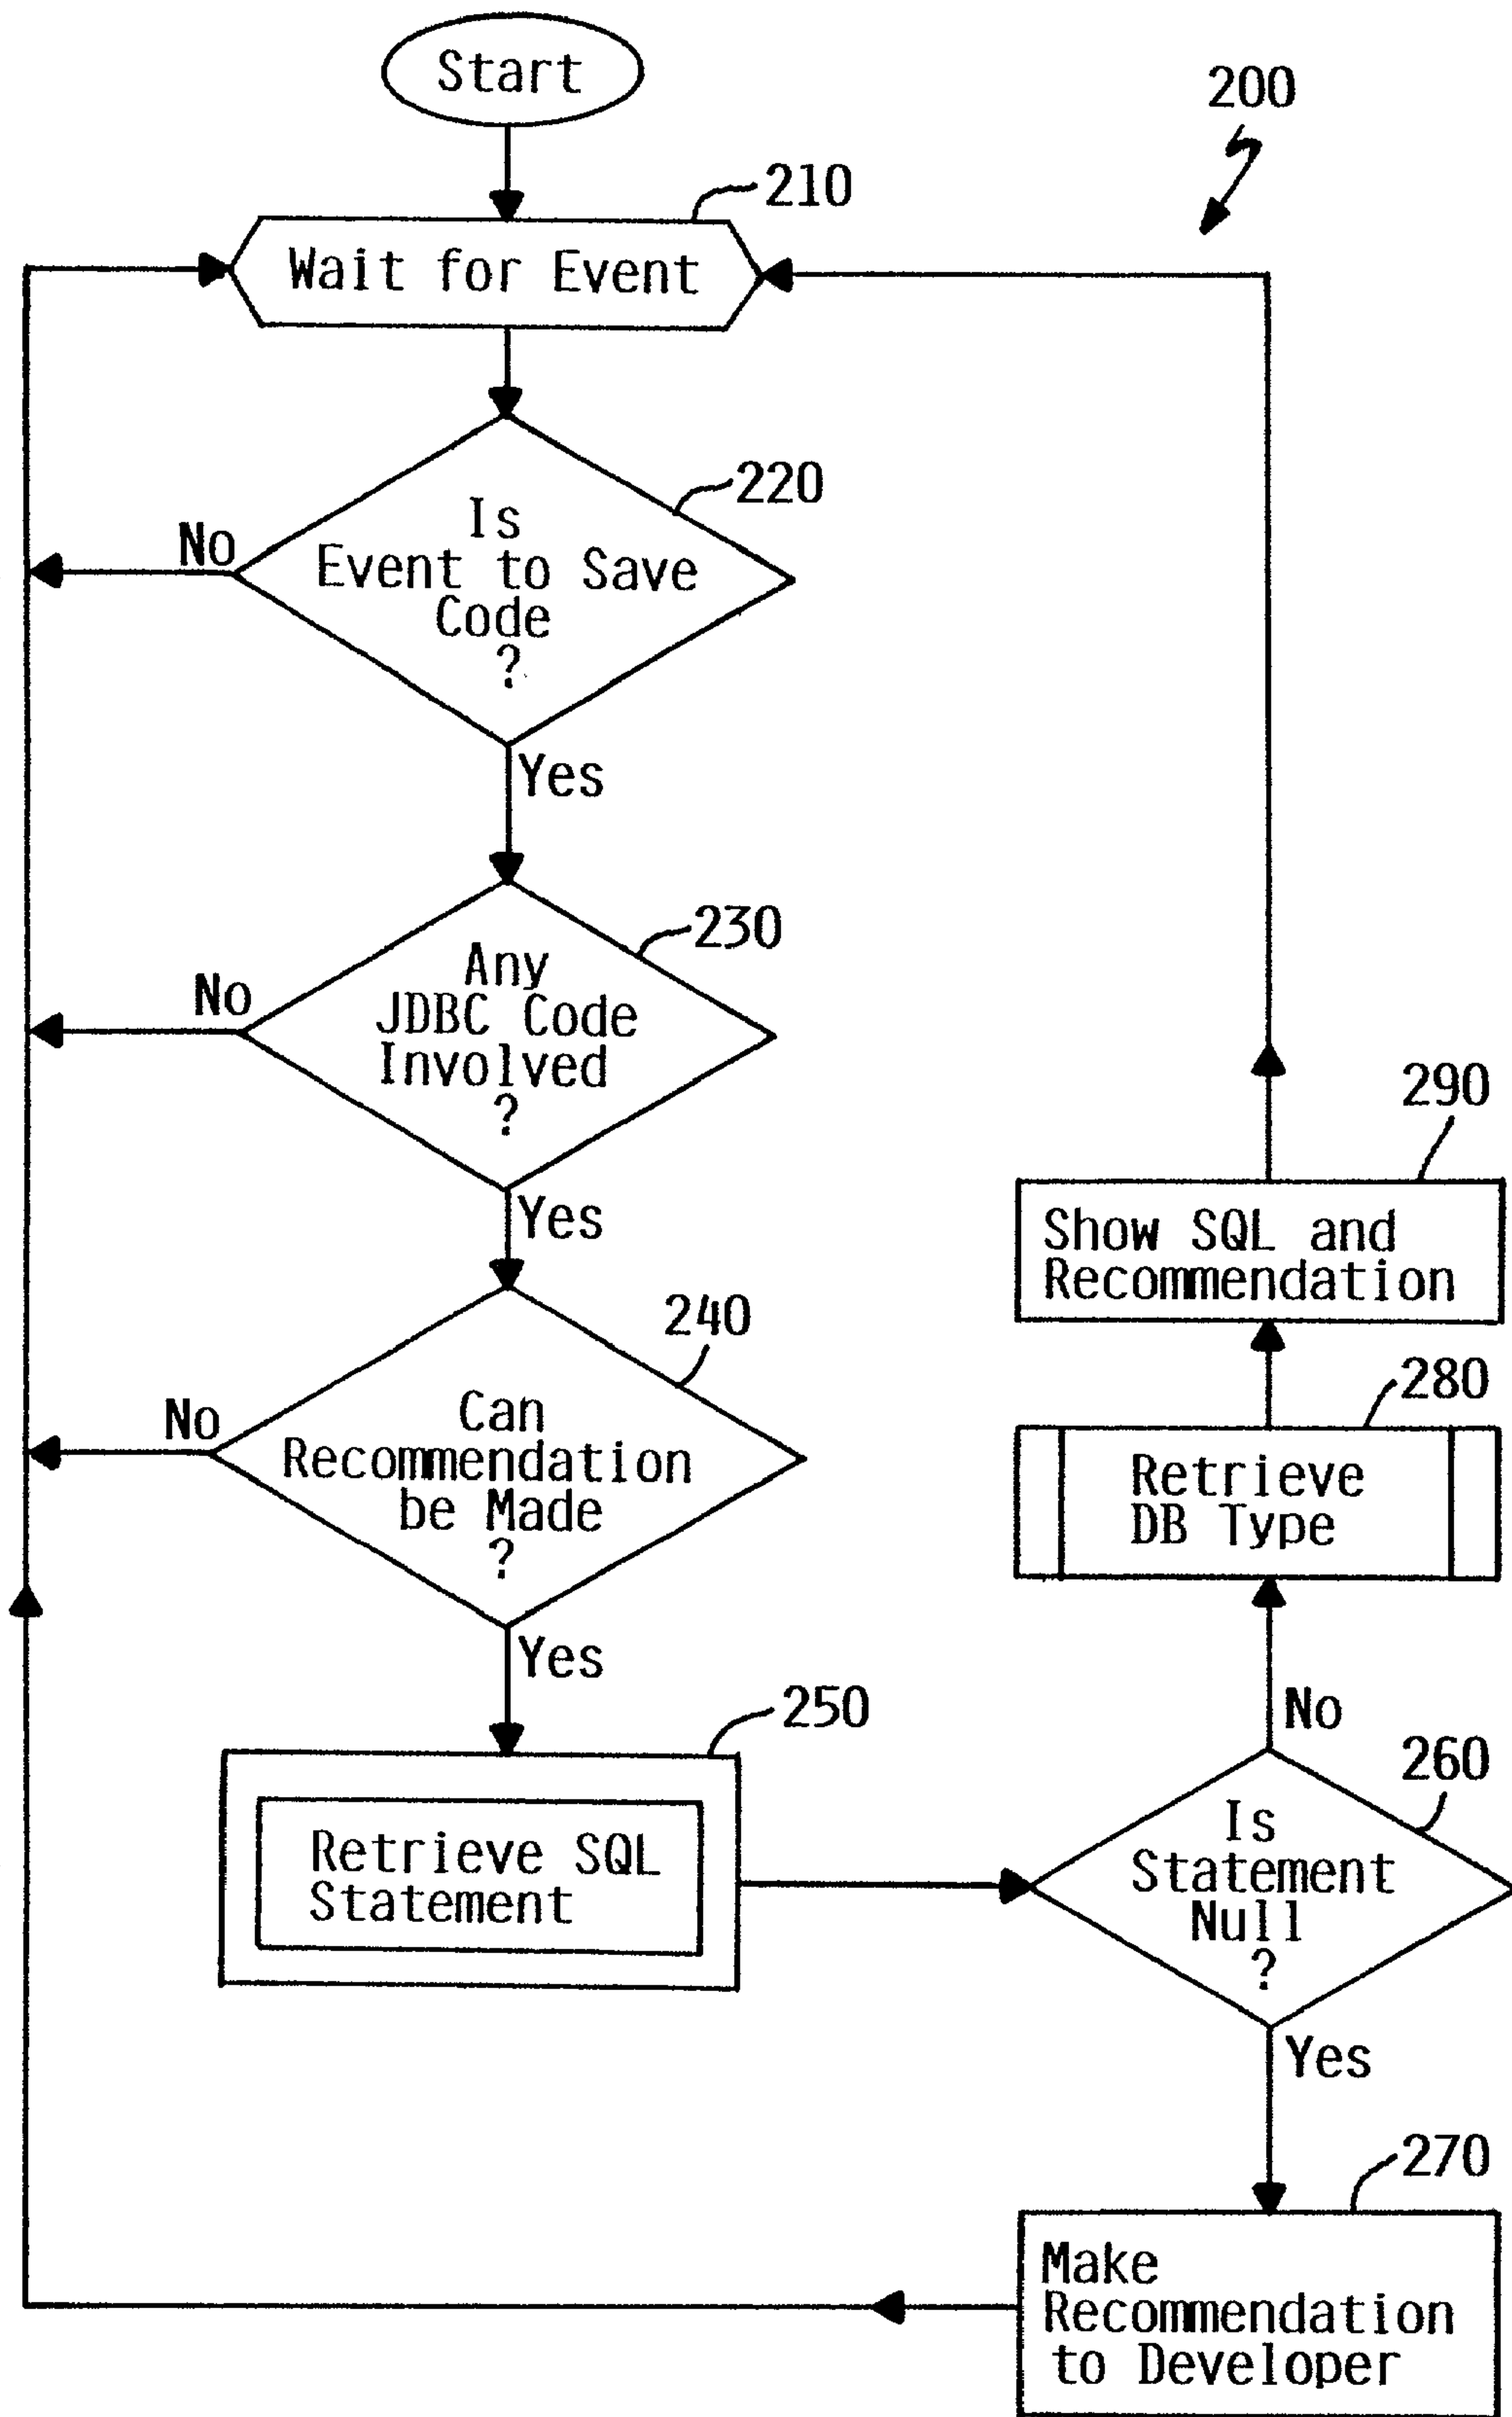 Start
200
210
Wait for Event
220
Is
Event to Save
Code
?
No
Yes
230
Any
JDBC Code
Involved
?
No
Yes
240
Can
Recommendation
be Made
?
No
Yes
250
Retrieve SQL
Statement
260
Is
Statement
Null
?
No
Yes
270
Make
Recommendation
to Developer
280
Retrieve
DB Type
290
Show SQL and
Recommendation